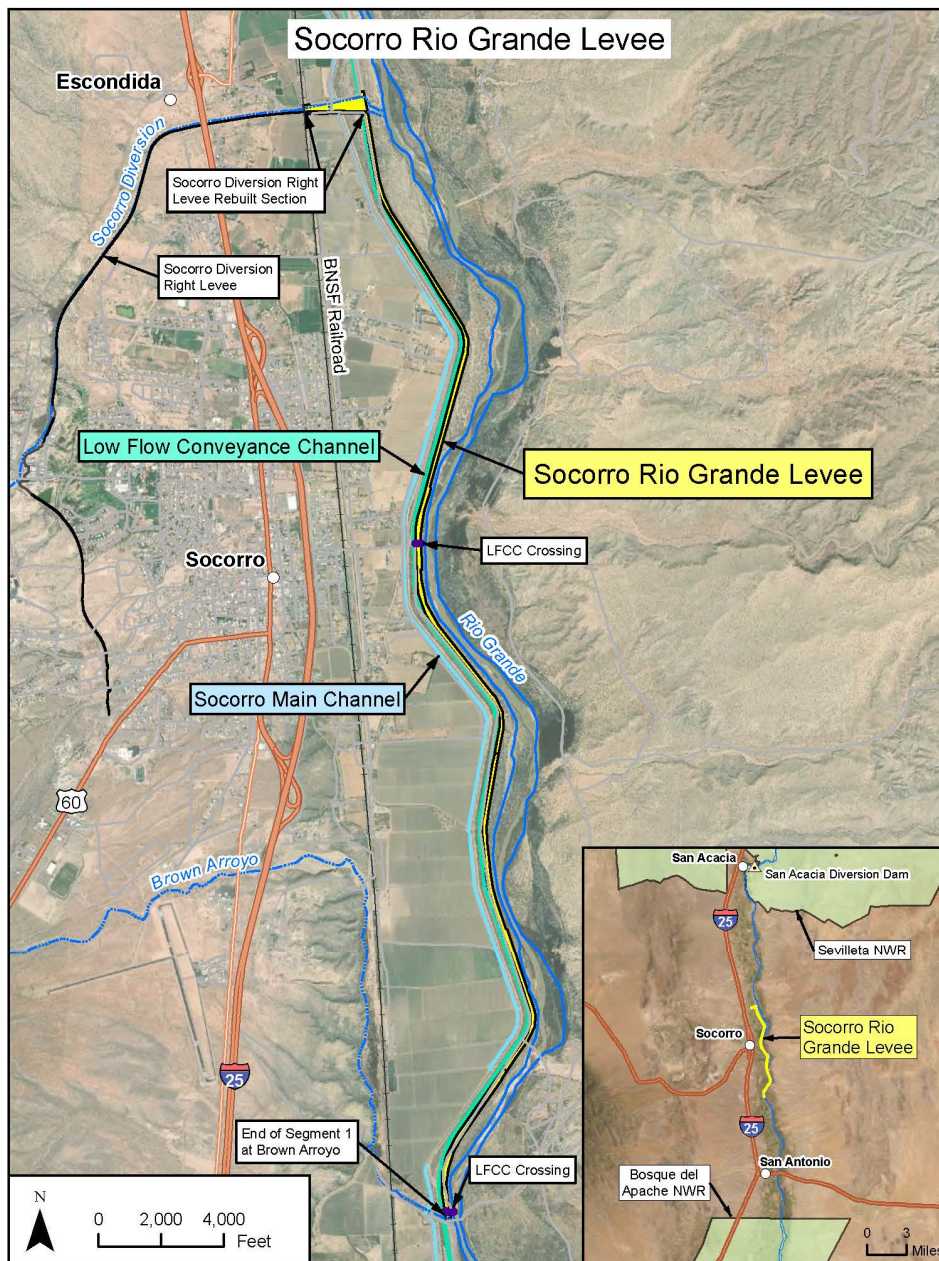 Socorro Rio Grande Levee
Escondida
Socorro Diversion
Socorro Diversion Right
Levee Rebuilt Section
Socorro Diversion
Right Levee
BNSF Railroad
Low Flow Conveyance Channel
Socorro Rio Grande Levee
LFCC Crossing
Socorro
Rio Grande
Socorro Main Channel
60
Brown Arroyo
25
End of Segment 1
at Brown Arroyo
LFCC Crossing
N
0 2,000 4,000
Feet
San Acacia
San Acacia Diversion Dam
25
Sevilleta NWR
Socorro
Socorro Rio
Grande Levee
25
San Antonio
Bosque del
Apache NWR
0 3
Miles